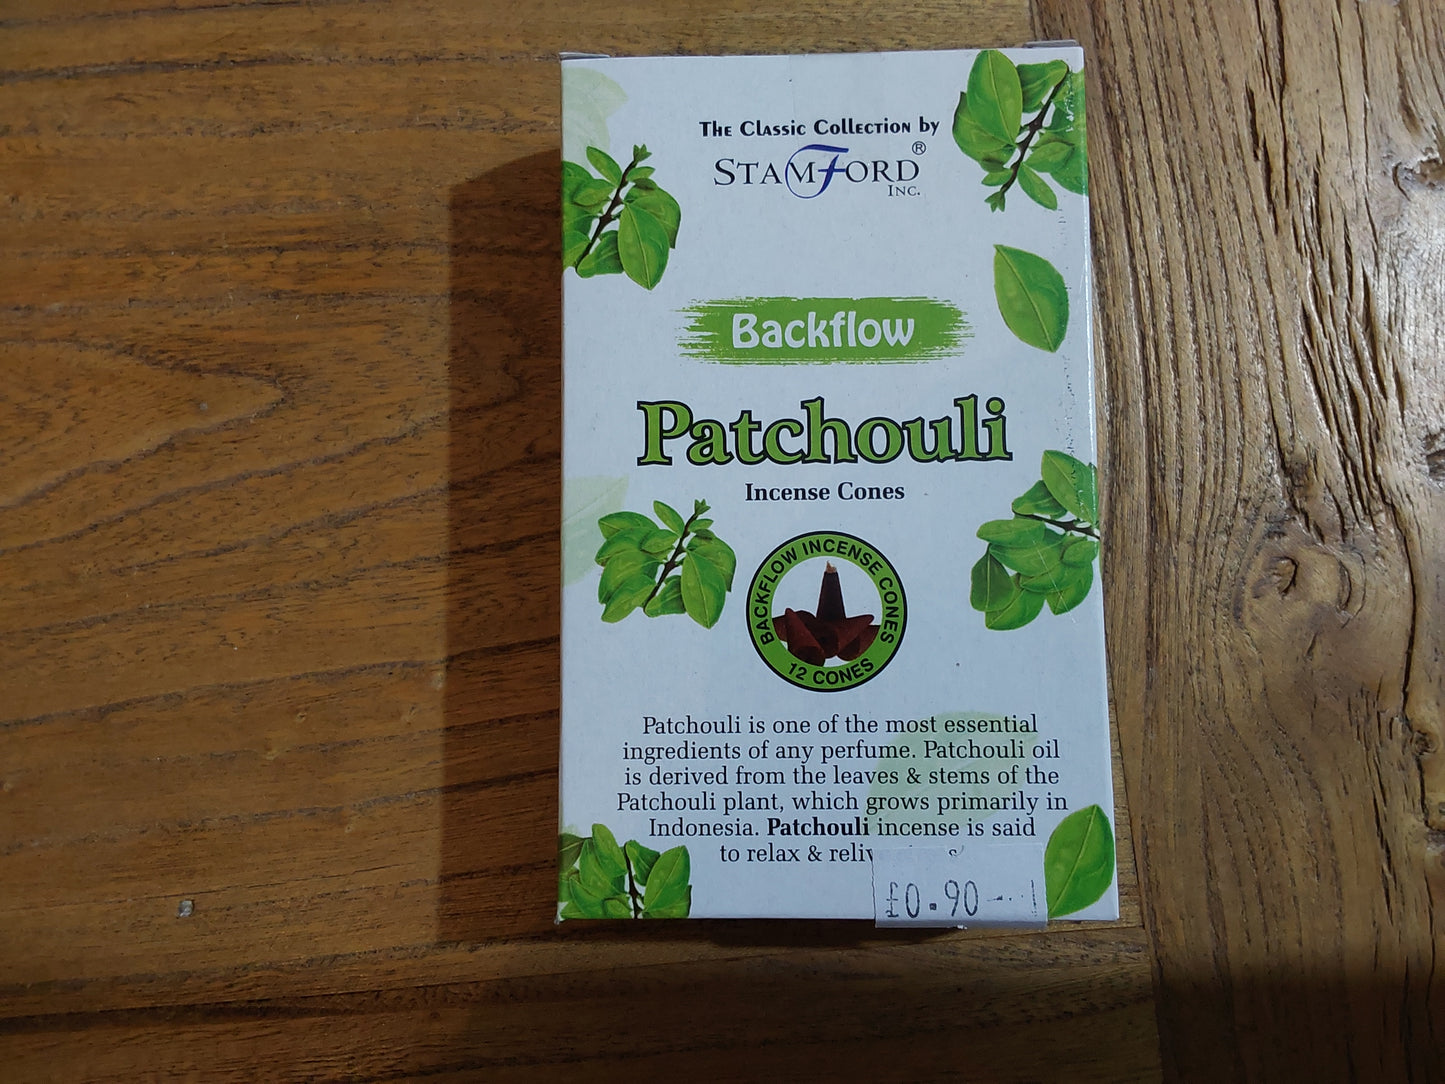 The Classic Collection by
STAMFORD®
INC.
Backflow
Patchouli
Incense Cones
BACKFLOW INCENSE CONES
12 CONES
Patchouli is one of the most essential
ingredients of any perfume. Patchouli oil
is derived from the leaves & stems of the
Patchouli plant, which grows primarily in
Indonesia. Patchouli incense is said
to relax & reliv
£0.90